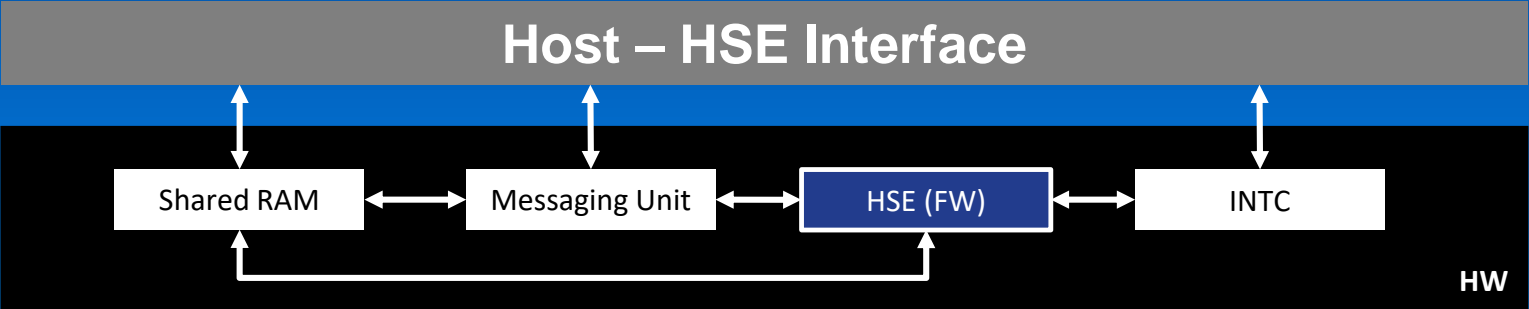 Host – HSE Interface
Shared RAM
Messaging Unit
HSE (FW)
INTC
HW